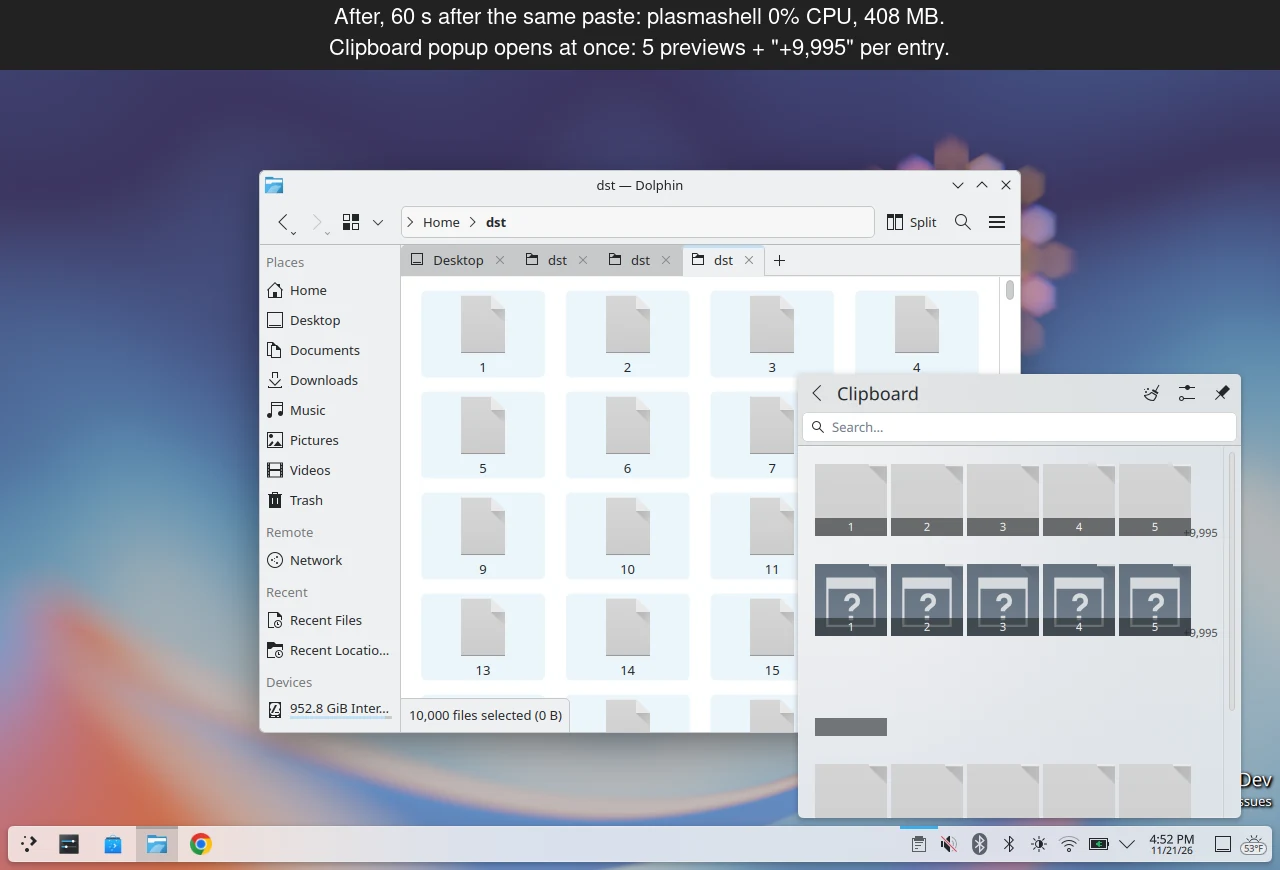 After, 60 s after the same paste: plasmashell 0% CPU, 408 MB.
Clipboard popup opens at once: 5 previews + "+9,995" per entry.
dst — Dolphin
Home dst
Split
Places
Home
Desktop
Documents
Downloads
Music
Pictures
Videos
Trash
Remote
Network
Recent
Recent Files
Recent Locatio...
Devices
952.8 GiB Inter...
Desktop dst dst dst
1 2 3 4
5 6 7
9 10 11
13 14 15
10,000 files selected (0 B)
Clipboard
Search...
1 2 3 4 5
+9,995
? ? ? ? ?
1 2 3 4 5
+9,995
Dev
ssues
4:52 PM
11/21/26
53°F